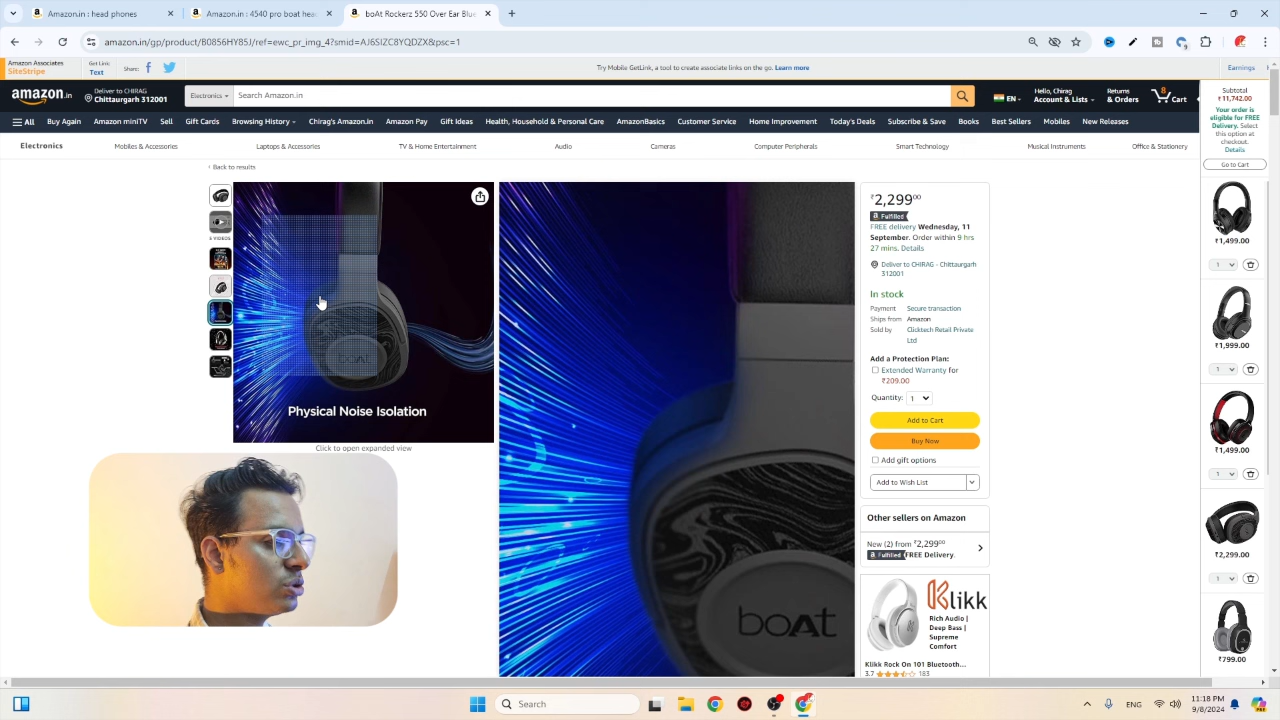 Amazon.in : head phones
Amazon.in : 4540 pro boat hea
boAt Rockerz 550 Over Ear Blue
amazon.in/gp/product/B0856HY85J/ref=ewc_pr_img_4?smid=AJ6SIZC8YQDZX&psc=1
Amazon Associates
SiteStripe
Get Link:
Text
Share:
Try Mobile GetLink, a tool to create associate links on the go. Learn more
Earnings
amazon.in
Deliver to CHIRAG
Chittaurgarh 312001
Electronics
Search Amazon.in
EN
Hello, Chirag
Account & Lists
Returns
& Orders
8
Cart
All
Buy Again
Amazon miniTV
Sell
Gift Cards
Browsing History
Chirag's Amazon.in
Amazon Pay
Gift Ideas
Health, Household & Personal Care
AmazonBasics
Customer Service
Home Improvement
Today's Deals
Subscribe & Save
Books
Best Sellers
Mobiles
New Releases
Electronics
Mobiles & Accessories
Laptops & Accessories
TV & Home Entertainment
Audio
Cameras
Computer Peripherals
Smart Technology
Musical Instruments
Office & Stationery
‹ Back to results
Physical Noise Isolation
Click to open expanded view
boAt
₹2,299.00
Fulfilled
FREE delivery Wednesday, 11
September. Order within 9 hrs
27 mins. Details
Deliver to CHIRAG - Chittaurgarh
312001
In stock
Payment Secure transaction
Ships from Amazon
Sold by Clicktech Retail Private
Ltd
Add a Protection Plan:
Extended Warranty for
₹209.00
Quantity: 1
Add to Cart
Buy Now
Add gift options
Add to Wish List
Other sellers on Amazon
New (2) from ₹2,299.00
Fulfilled FREE Delivery.
Klikk
Rich Audio |
Deep Bass |
Supreme
Comfort
Klikk Rock On 101 Bluetooth...
3.7 183
Subtotal
₹11,742.00
Your order is
eligible for FREE
Delivery. Select
this option at
checkout.
Details
Go to Cart
₹1,499.00
1
₹1,999.00
1
₹1,499.00
1
₹2,299.00
1
₹799.00
Search
ENG
11:18 PM
9/8/2024